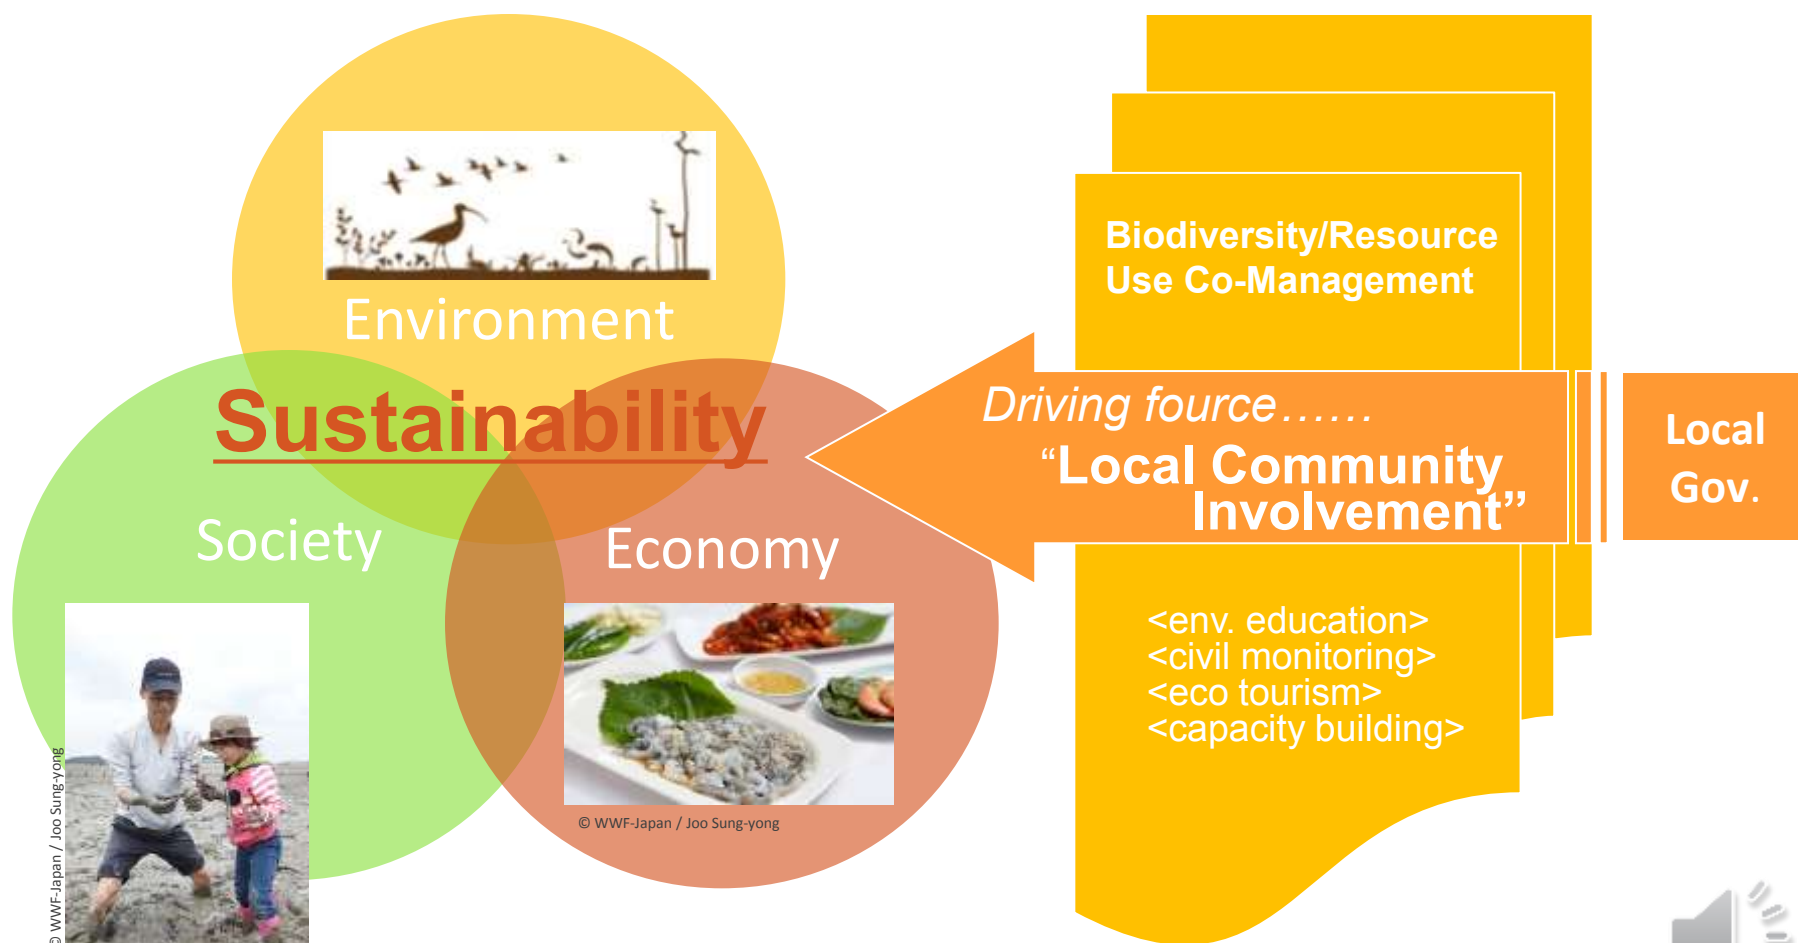 Environment
Sustainability
Society
Economy
© WWF-Japan / Joo Sung-yong
© WWF-Japan / Joo Sung-yong
Biodiversity/Resource
Use Co-Management
Driving fource……
“Local Community
Involvement”
<env. education>
<civil monitoring>
<eco tourism>
<capacity building>
Local
Gov.